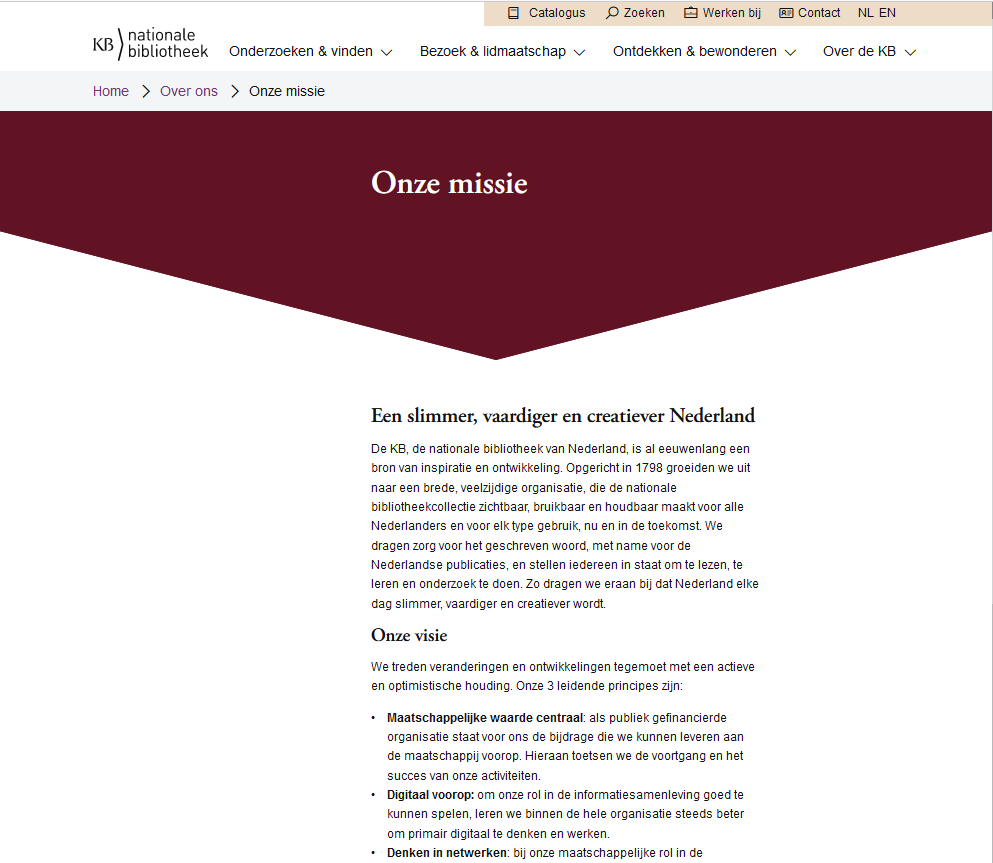 Catalogus Zoeken Werken bij Contact NL EN
KB nationale bibliotheek
Onderzoeken & vinden Bezoek & lidmaatschap Ontdekken & bewonderen Over de KB
Home Over ons Onze missie
Onze missie
Een slimmer, vaardiger en creatiever Nederland
De KB, de nationale bibliotheek van Nederland, is al eeuwenlang een
bron van inspiratie en ontwikkeling. Opgericht in 1798 groeiden we uit
naar een brede, veelzijdige organisatie, die de nationale
bibliotheekcollectie zichtbaar, bruikbaar en houdbaar maakt voor alle
Nederlanders en voor elk type gebruik, nu en in de toekomst. We
dragen zorg voor het geschreven woord, met name voor de
Nederlandse publicaties, en stellen iedereen in staat om te lezen, te
leren en onderzoek te doen. Zo dragen we eraan bij dat Nederland elke
dag slimmer, vaardiger en creatiever wordt.
Onze visie
We treden veranderingen en ontwikkelingen tegemoet met een actieve
en optimistische houding. Onze 3 leidende principes zijn:
• Maatschappelijke waarde centraal: als publiek gefinancierde
organisatie staat voor ons de bijdrage die we kunnen leveren aan
de maatschappij voorop. Hieraan toetsen we de voortgang en het
succes van onze activiteiten.
• Digitaal voorop: om onze rol in de informatiesamenleving goed te
kunnen spelen, leren we binnen de hele organisatie steeds beter
om primair digitaal te denken en werken.
• Denken in netwerken: bij onze maatschappelijke rol in de